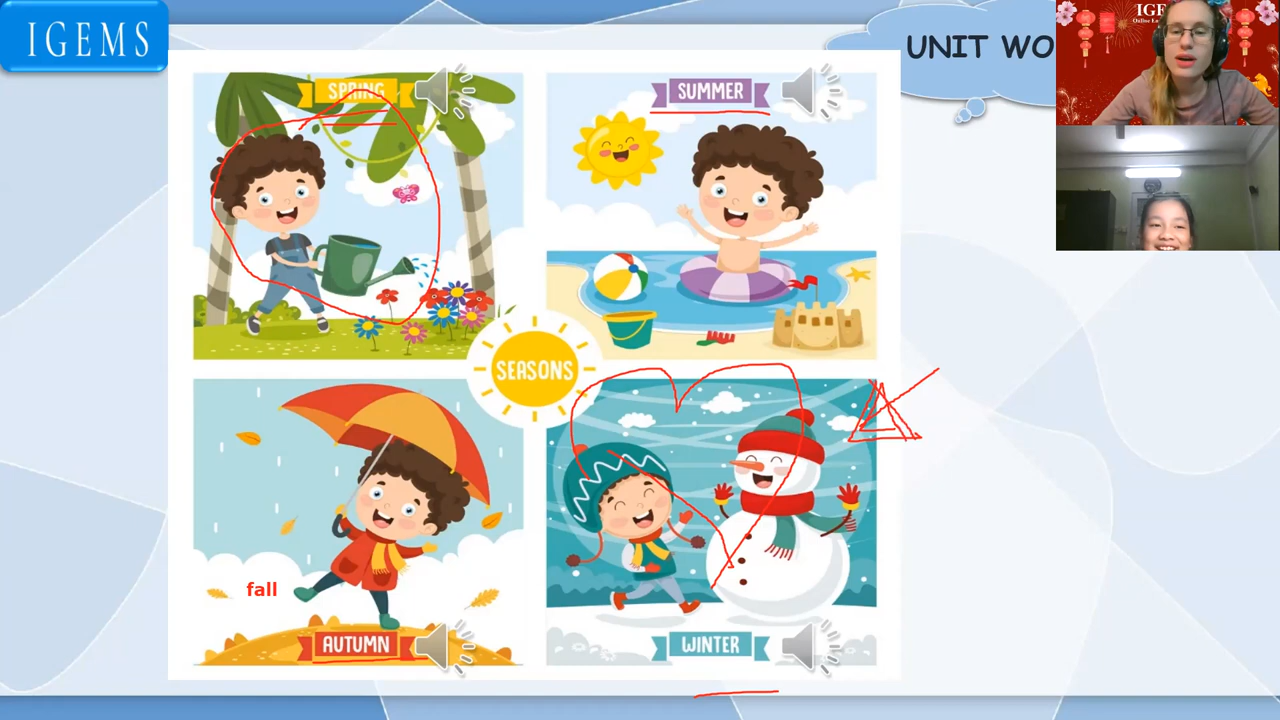 IGEMS
UNIT WO
SPRING
SUMMER
SEASONS
fall
AUTUMN
WINTER